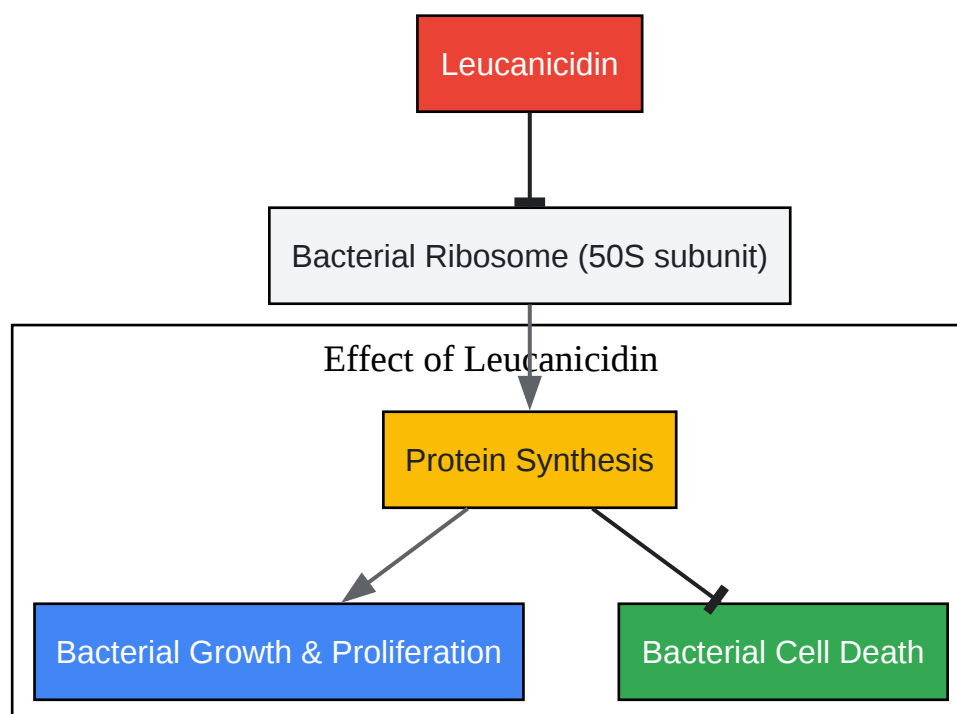 Leucanicidin
Bacterial Ribosome (50S subunit)
Effect of Leucanicidin
Protein Synthesis
Bacterial Growth & Proliferation
Bacterial Cell Death